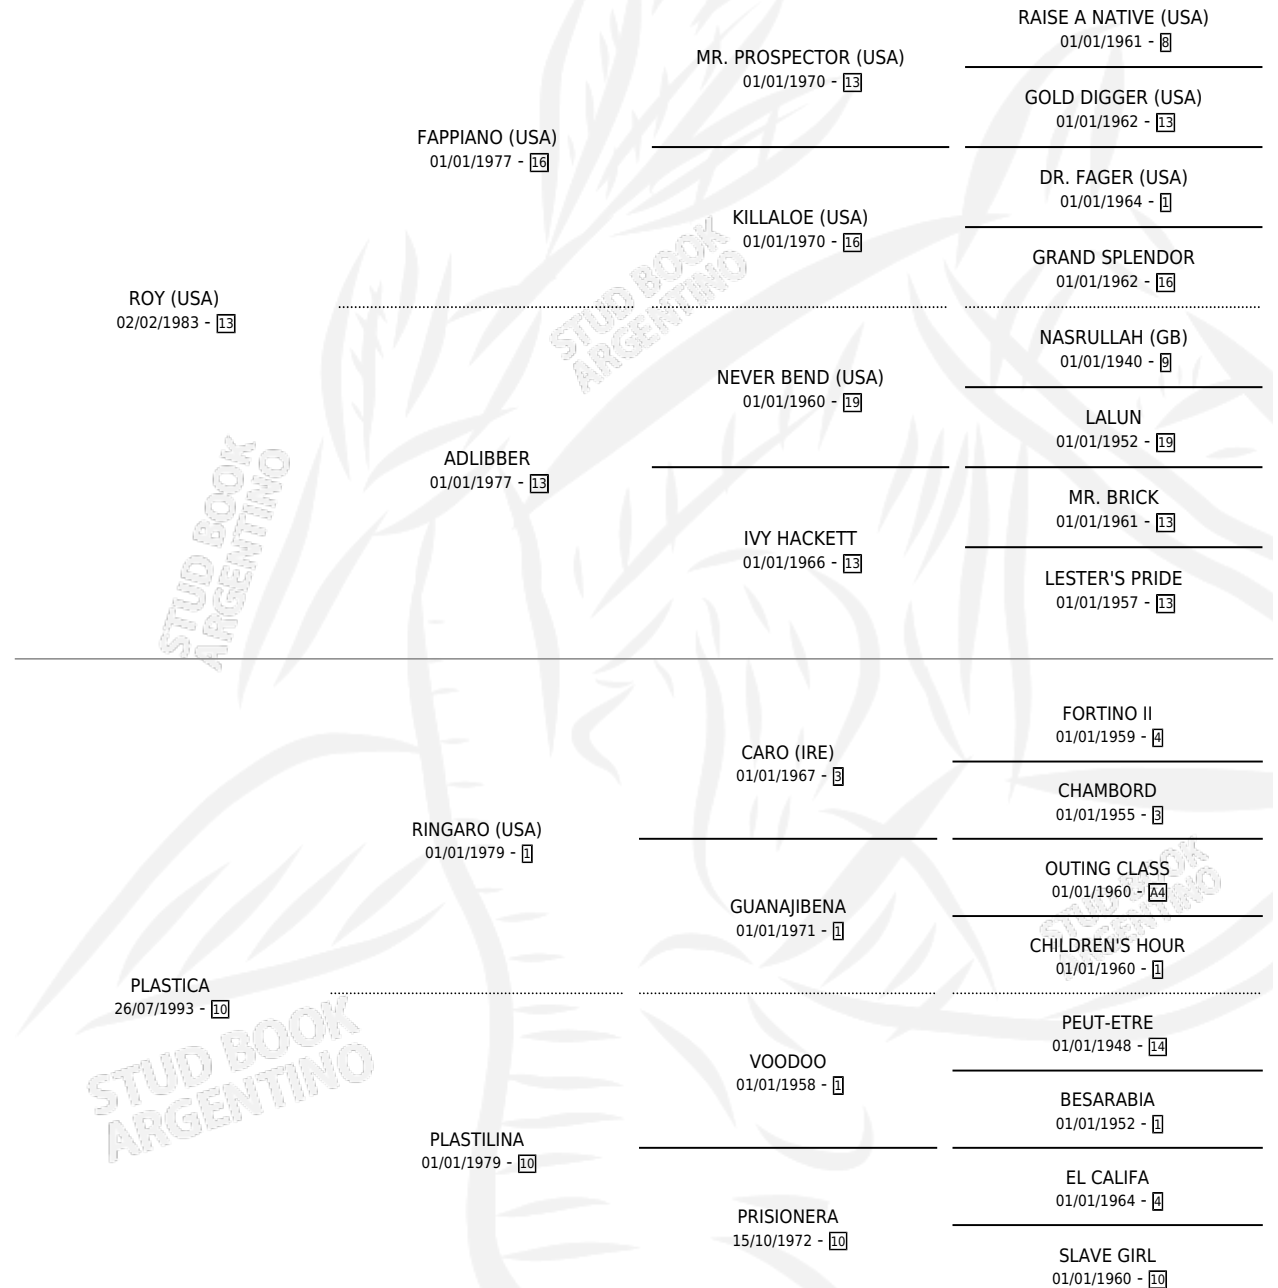 RAISE A NATIVE (USA)
01/01/1961 - 8
MR. PROSPECTOR (USA)
01/01/1970 - 13
GOLD DIGGER (USA)
01/01/1962 - 13
FAPPIANO (USA)
01/01/1977 - 16
DR. FAGER (USA)
01/01/1964 - 1
KILLALOE (USA)
01/01/1970 - 16
GRAND SPLENDOR
01/01/1962 - 16
ROY (USA)
02/02/1983 - 13
NASRULLAH (GB)
01/01/1940 - 9
NEVER BEND (USA)
01/01/1960 - 19
LALUN
01/01/1952 - 19
ADLIBBER
01/01/1977 - 13
MR. BRICK
01/01/1961 - 13
IVY HACKETT
01/01/1966 - 13
LESTER'S PRIDE
01/01/1957 - 13
FORTINO II
01/01/1959 - 4
CARO (IRE)
01/01/1967 - 3
CHAMBORD
01/01/1955 - 3
RINGARO (USA)
01/01/1979 - 1
OUTING CLASS
01/01/1960 - A4
GUANAJIBENA
01/01/1971 - 1
CHILDREN'S HOUR
01/01/1960 - 1
PLASTICA
26/07/1993 - 10
PEUT-ETRE
01/01/1948 - 14
VOODOO
01/01/1958 - 1
BESARABIA
01/01/1952 - 1
PLASTILINA
01/01/1979 - 10
EL CALIFA
01/01/1964 - 4
PRISIONERA
15/10/1972 - 10
SLAVE GIRL
01/01/1960 - 10
STUD BOOK
ARGENTINO
STUD BOOK
ARGENTINO
STUD BOOK
ARGENTINO
STUD BOOK
ARGENTINO